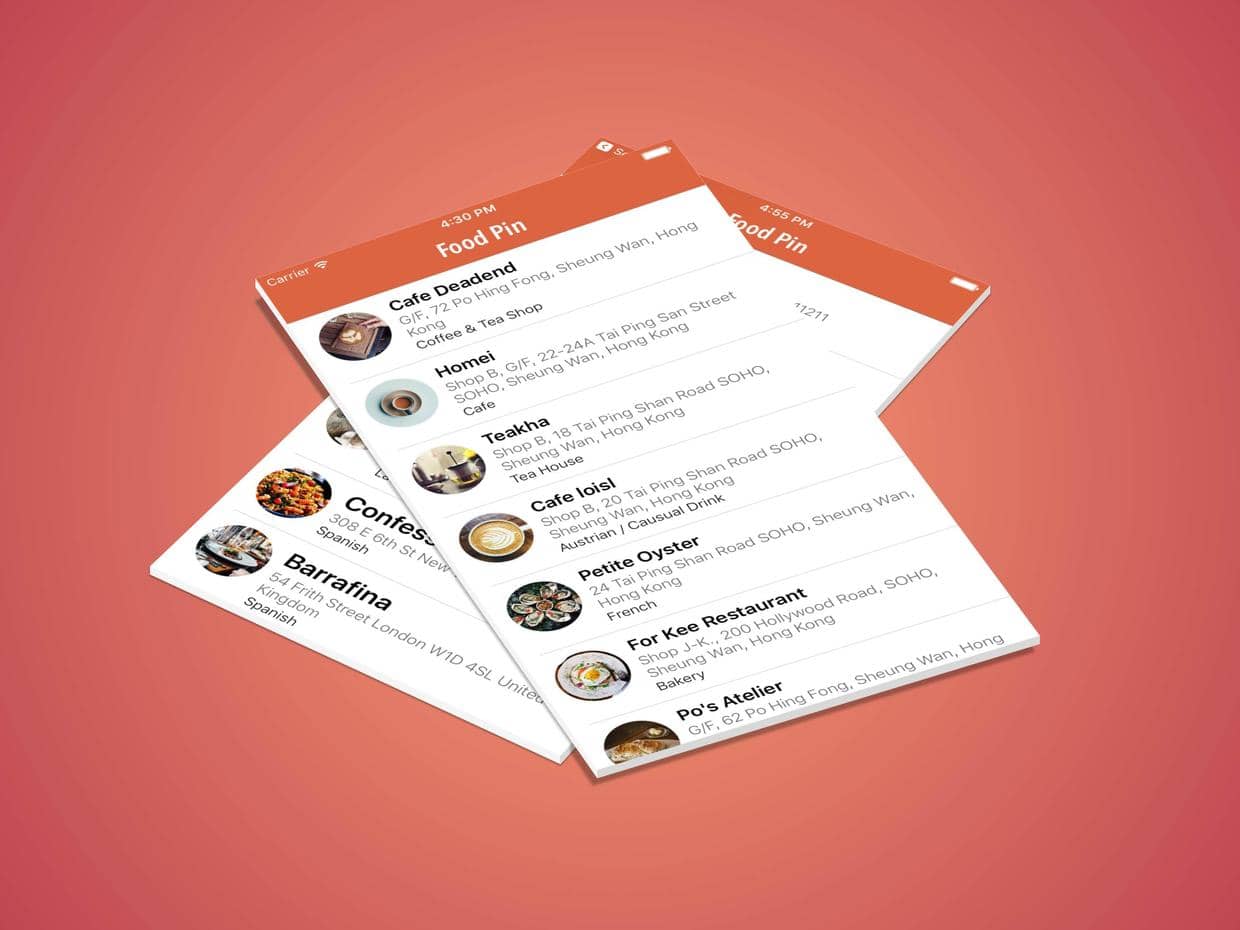 Carrier
4:30 PM
Food Pin
Cafe Deadend
G/F, 72 Po Hing Fong, Sheung Wan, Hong
Kong
Coffee & Tea Shop
Homei
Shop B, G/F, 22-24A Tai Ping San Street
SOHO, Sheung Wan, Hong Kong
Cafe
Teakha
Shop B, 18 Tai Ping Shan Road SOHO,
Sheung Wan, Hong Kong
Tea House
Cafe loisl
Shop B, 20 Tai Ping Shan Road SOHO,
Sheung Wan, Hong Kong
Austrian / Causual Drink
Petite Oyster
24 Tai Ping Shan Road SOHO, Sheung Wan,
Hong Kong
French
For Kee Restaurant
Shop J-K., 200 Hollywood Road, SOHO,
Sheung Wan, Hong Kong
Bakery
Po's Atelier
G/F, 62 Po Hing Fong, Sheung Wan, Hong
4:55 PM
Food Pin
11211
Confess
308 E 6th St New
Spanish
Barrafina
54 Frith Street London W1D 4SL United
Kingdom
Spanish